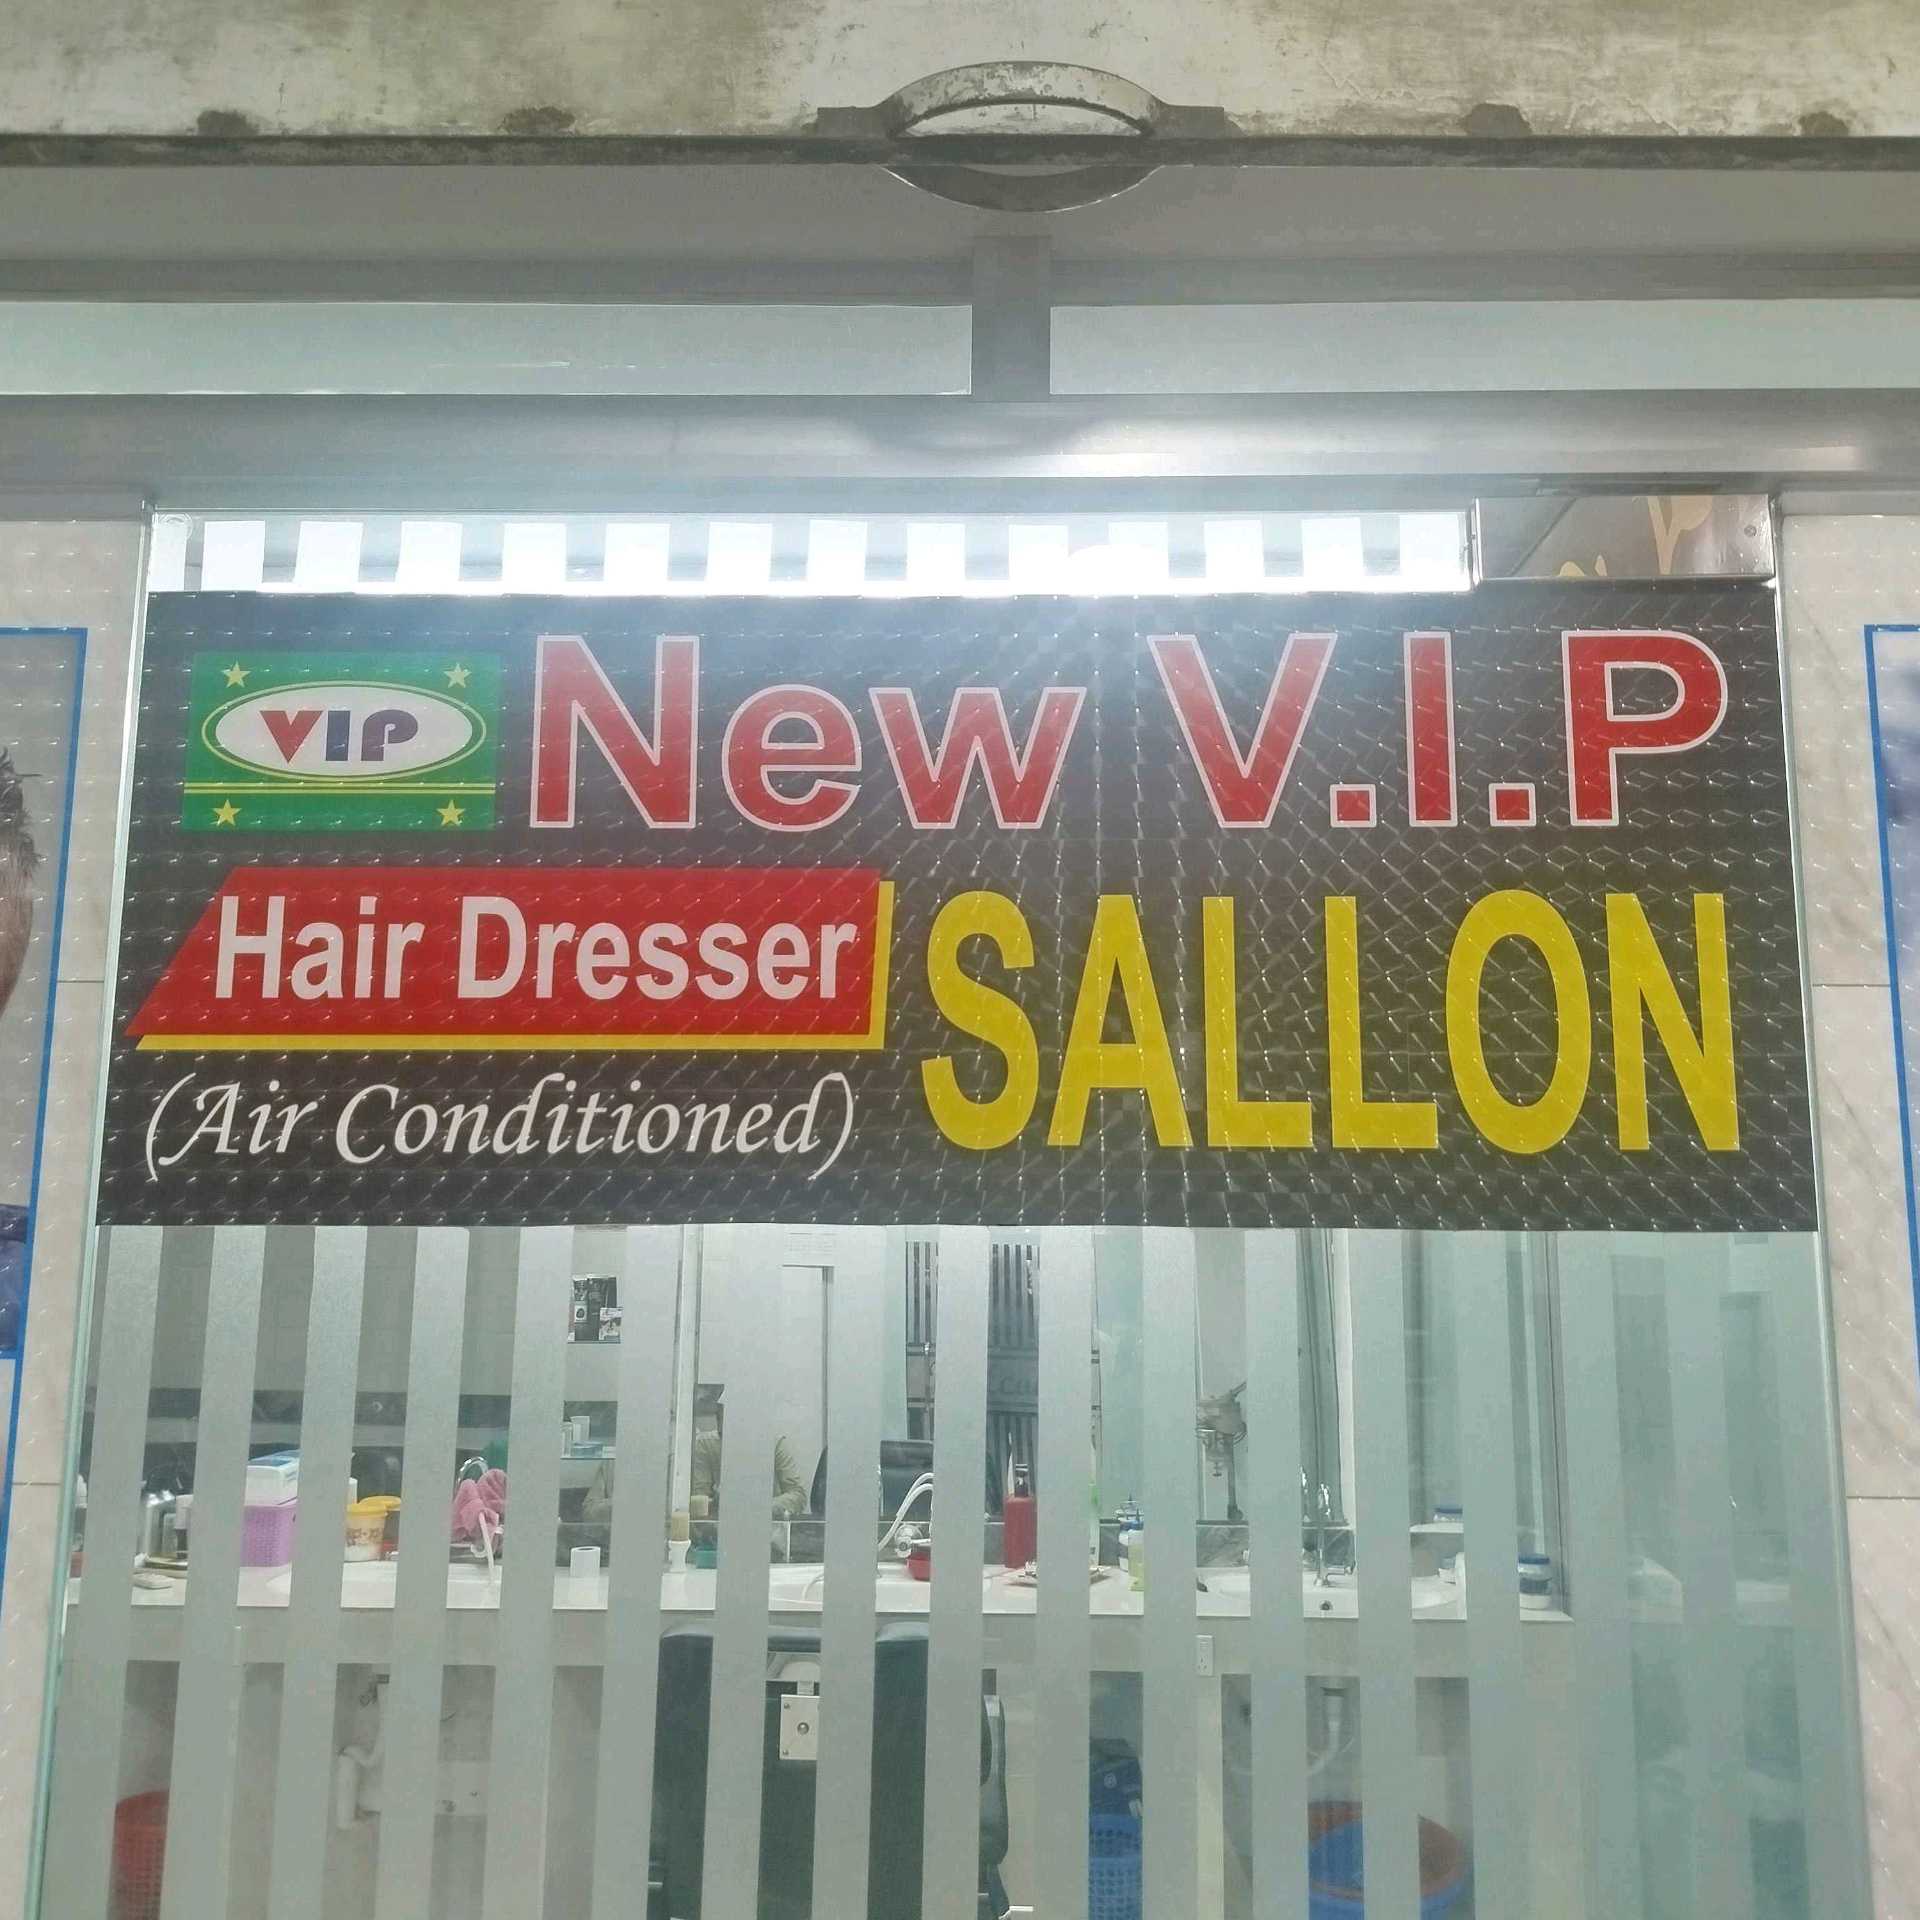 VIP
New V.I.P
Hair Dresser
SALLON
(Air Conditioned)